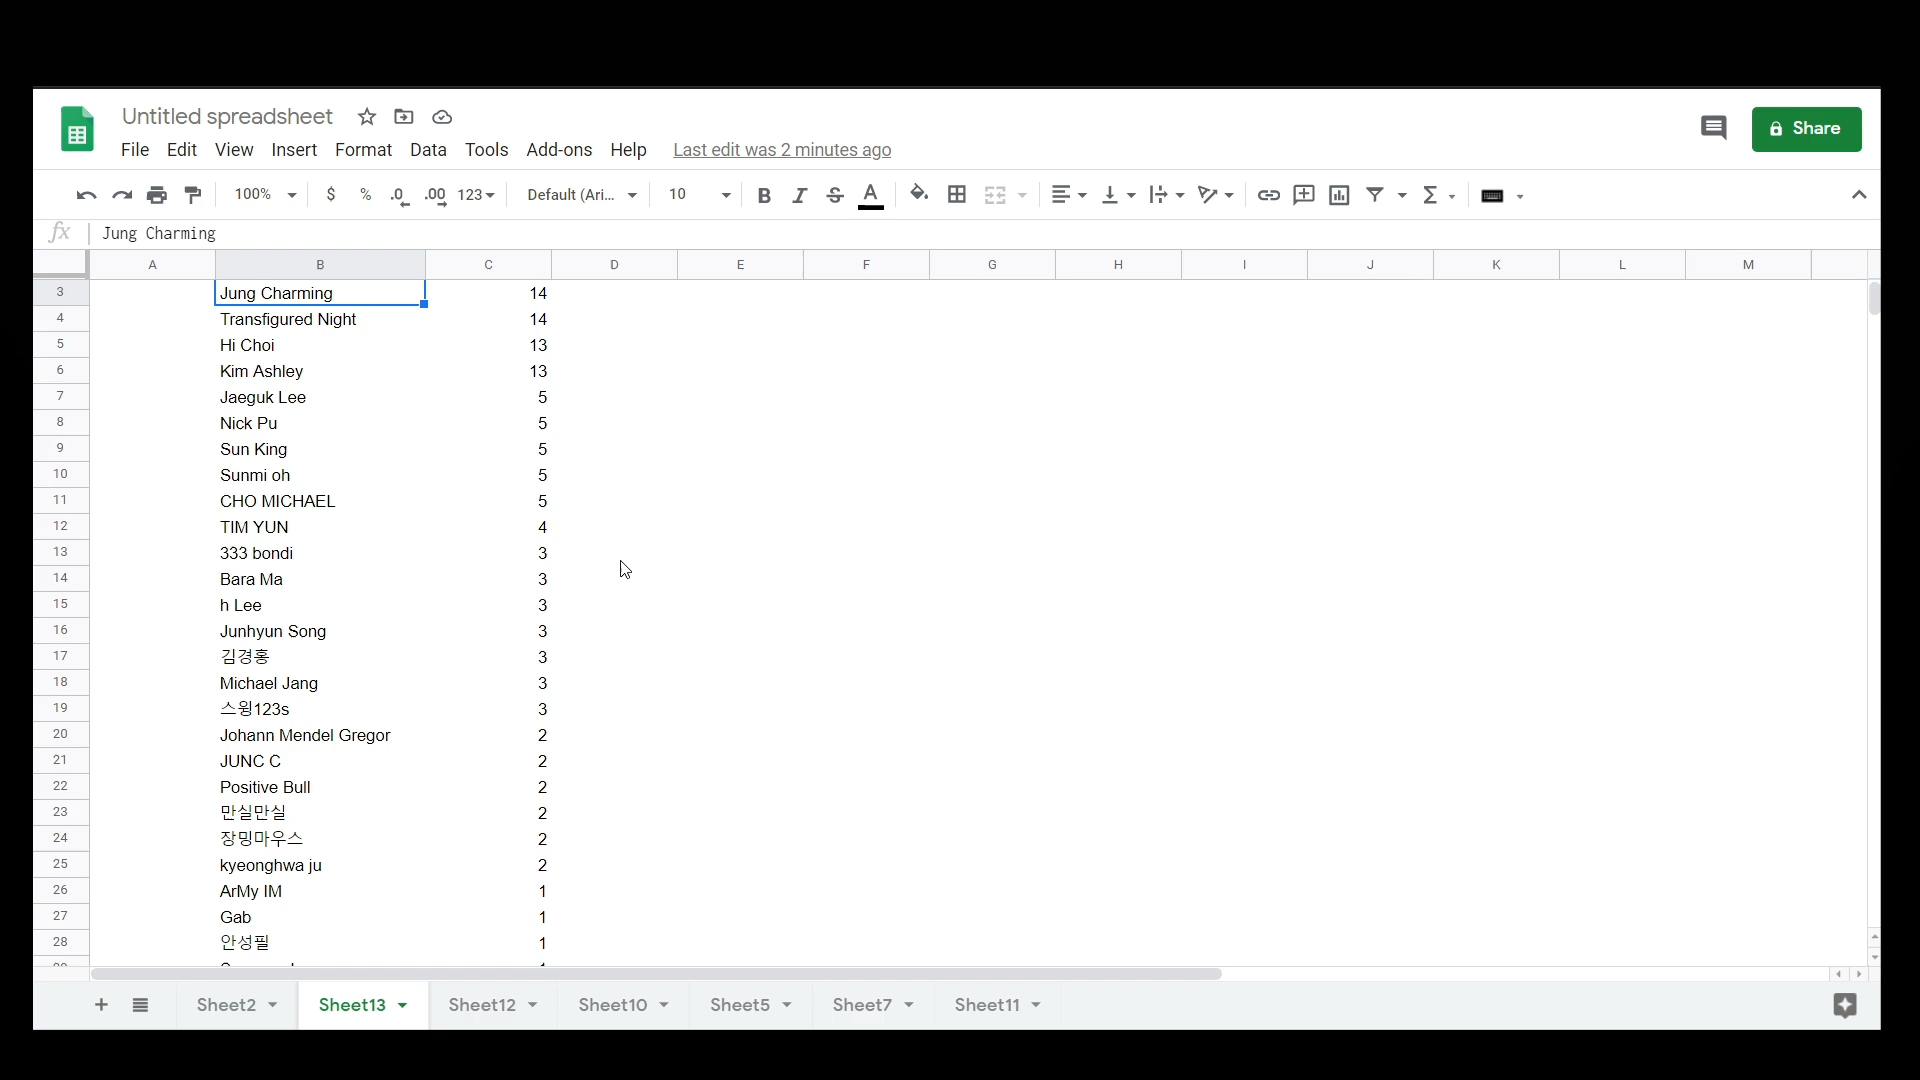 Untitled spreadsheet
File Edit View Insert Format Data Tools Add-ons Help Last edit was 2 minutes ago
Share
100% $ % .0 .00 123 Default (Ari... 10 B I S A
fx Jung Charming
A B C D E F G H I J K L M
3 Jung Charming 14
4 Transfigured Night 14
5 Hi Choi 13
6 Kim Ashley 13
7 Jaeguk Lee 5
8 Nick Pu 5
9 Sun King 5
10 Sunmi oh 5
11 CHO MICHAEL 5
12 TIM YUN 4
13 333 bondi 3
14 Bara Ma 3
15 h Lee 3
16 Junhyun Song 3
17 김경홍 3
18 Michael Jang 3
19 스윙123s 3
20 Johann Mendel Gregor 2
21 JUNC C 2
22 Positive Bull 2
23 만실만실 2
24 장밍마우스 2
25 kyeonghwa ju 2
26 ArMy IM 1
27 Gab 1
28 안성필 1
Sheet2 Sheet13 Sheet12 Sheet10 Sheet5 Sheet7 Sheet11